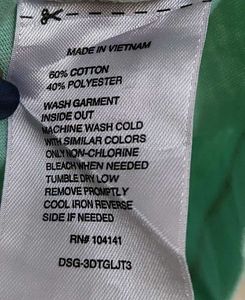 MADE IN VIETNAM
60% COTTON
40% POLYESTER
WASH GARMENT
INSIDE OUT
MACHINE WASH COLD
WITH SIMILAR COLORS
ONLY NON-CHLORINE
BLEACH WHEN NEEDED
TUMBLE DRY LOW
REMOVE PROMPTLY
COOL IRON REVERSE
SIDE IF NEEDED
RN# 104141
DSG-3DTGLJT3